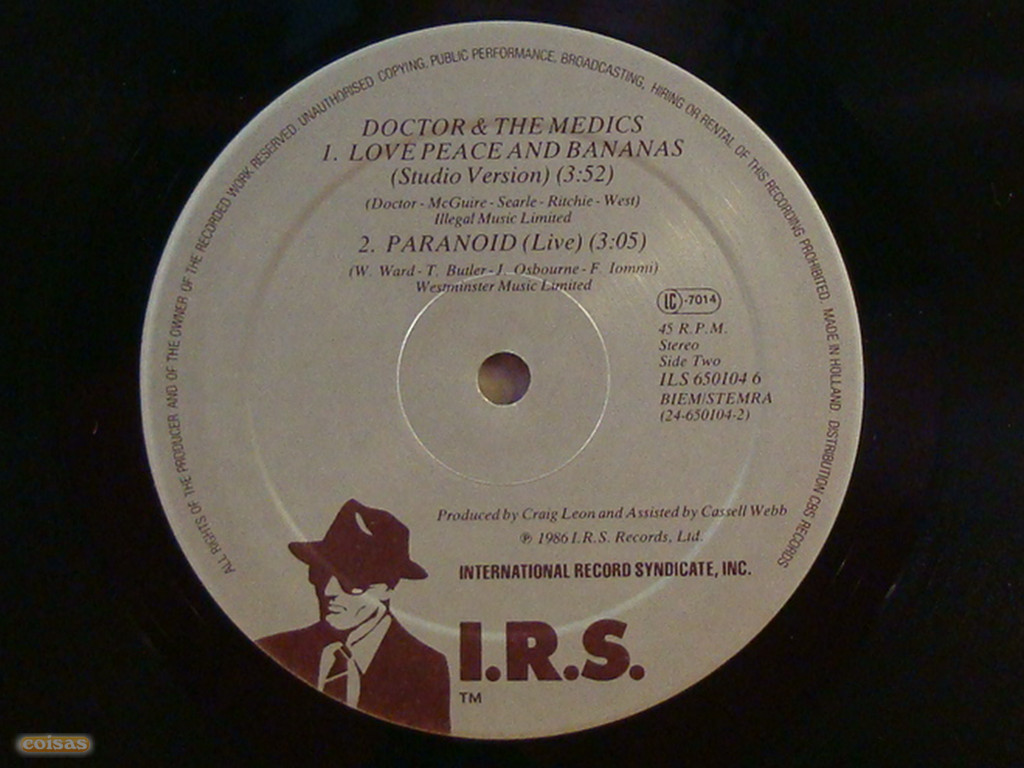 ALL RIGHTS OF THE PRODUCER AND OF THE OWNER OF THE RECORDED WORK RESERVED. UNAUTHORISED COPYING, PUBLIC PERFORMANCE, BROADCASTING, HIRING OR RENTAL OF THIS RECORDING PROHIBITED. MADE IN HOLLAND DISTRIBUTION CBS RECORDS
DOCTOR & THE MEDICS
1. LOVE PEACE AND BANANAS
(Studio Version) (3:52)
(Doctor - McGuire - Searle - Ritchie - West)
Illegal Music Limited
2. PARANOID (Live) (3:05)
(W. Ward - T. Butler - J. Osbourne - F. Iommi)
Westminster Music Limited
LC -7014
45 R.P.M.
Stereo
Side Two
ILS 650104 6
BIEM/STEMRA
(24-650104-2)
Produced by Craig Leon and Assisted by Cassell Webb
℗ 1986 I.R.S. Records, Ltd.
INTERNATIONAL RECORD SYNDICATE, INC.
I.R.S.
TM
coisas